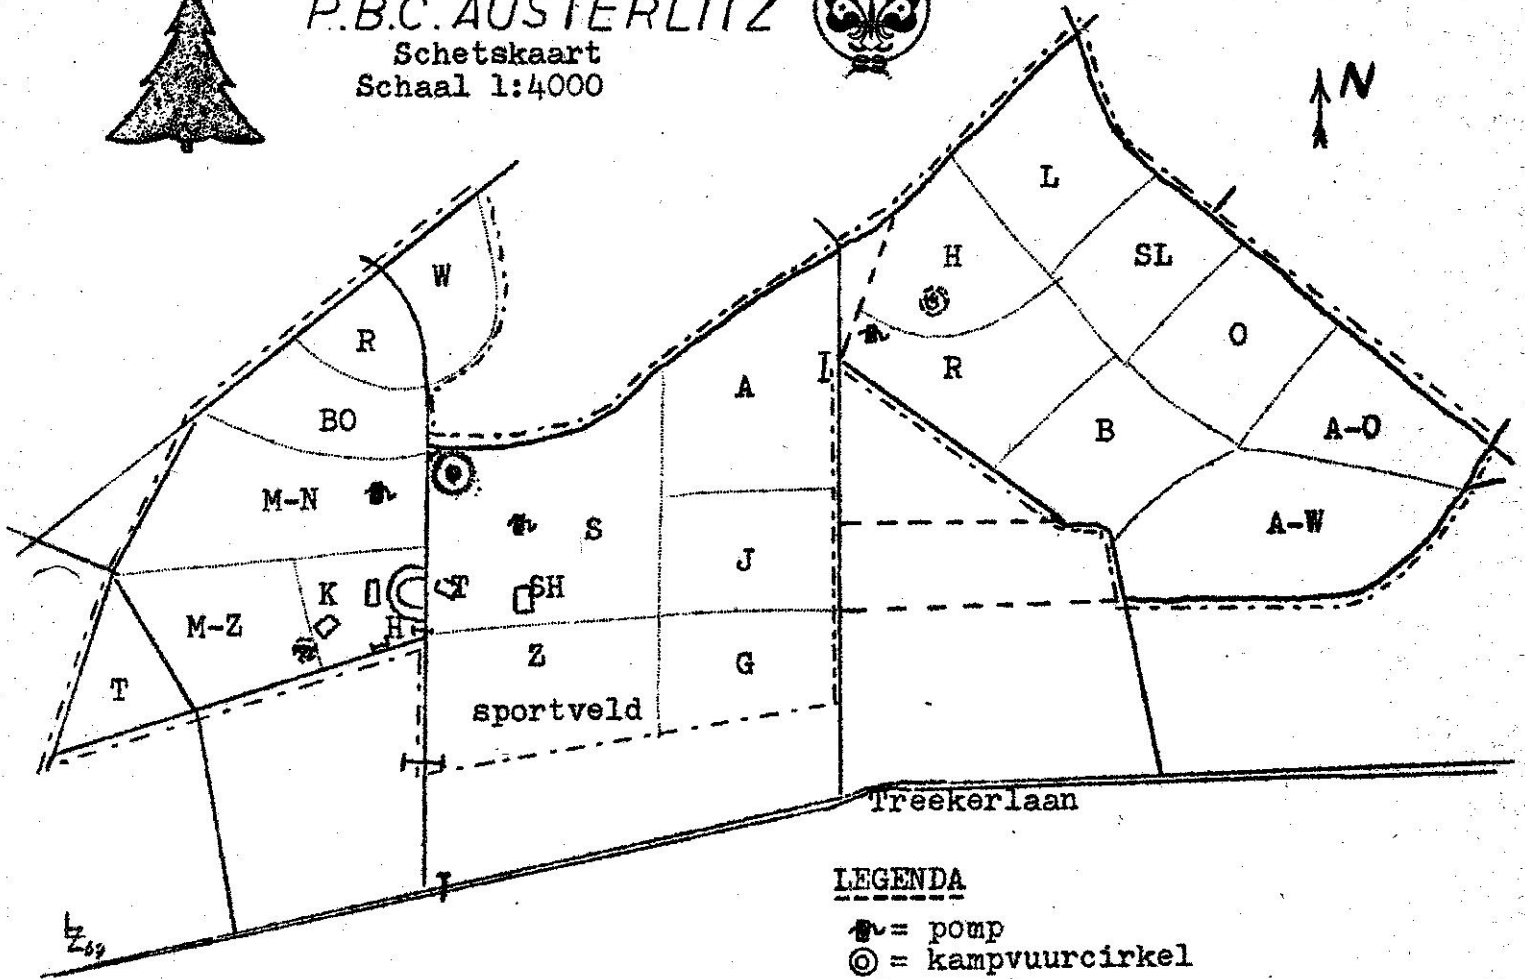 P.B.C. AUSTERLITZ
Schetskaart
Schaal 1:4000
N
L
W
H
SL
R
O
A
R
BO
B
A-O
M-N
S
A-W
J
K
T
SH
M-Z
H
Z
G
T
sportveld
Treekerlaan
LEGENDA
= pomp
= kampvuurcirkel